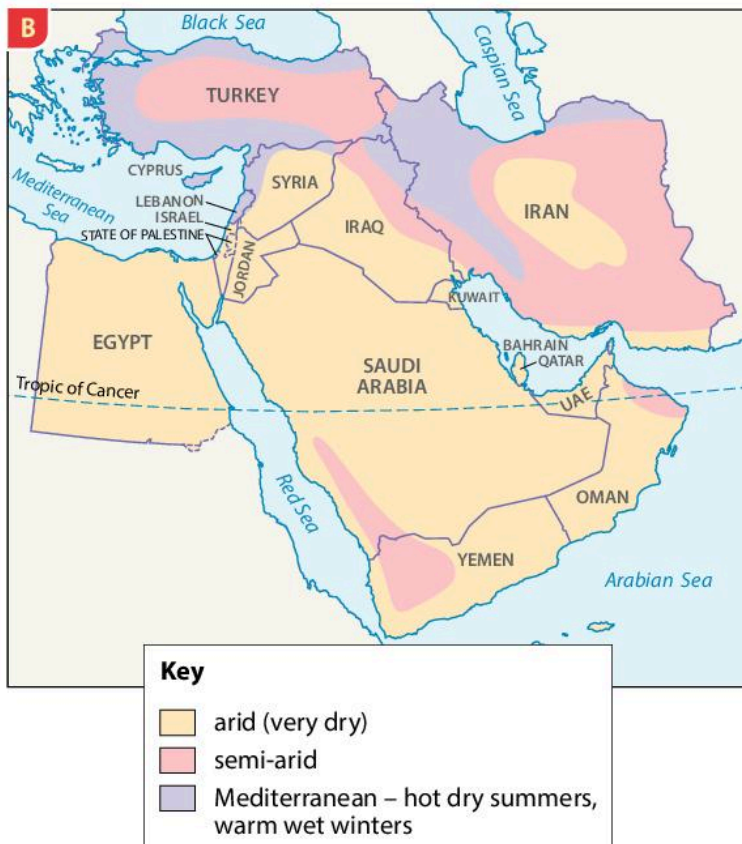 B
Black Sea
Caspian Sea
TURKEY
CYPRUS
Mediterranean
Sea
LEBANON
ISRAEL
STATE OF PALESTINE
SYRIA
IRAQ
IRAN
JORDAN
KUWAIT
EGYPT
BAHRAIN
QATAR
SAUDI
ARABIA
Tropic of Cancer
UAE
Red Sea
OMAN
YEMEN
Arabian Sea
Key
arid (very dry)
semi-arid
Mediterranean – hot dry summers,
warm wet winters